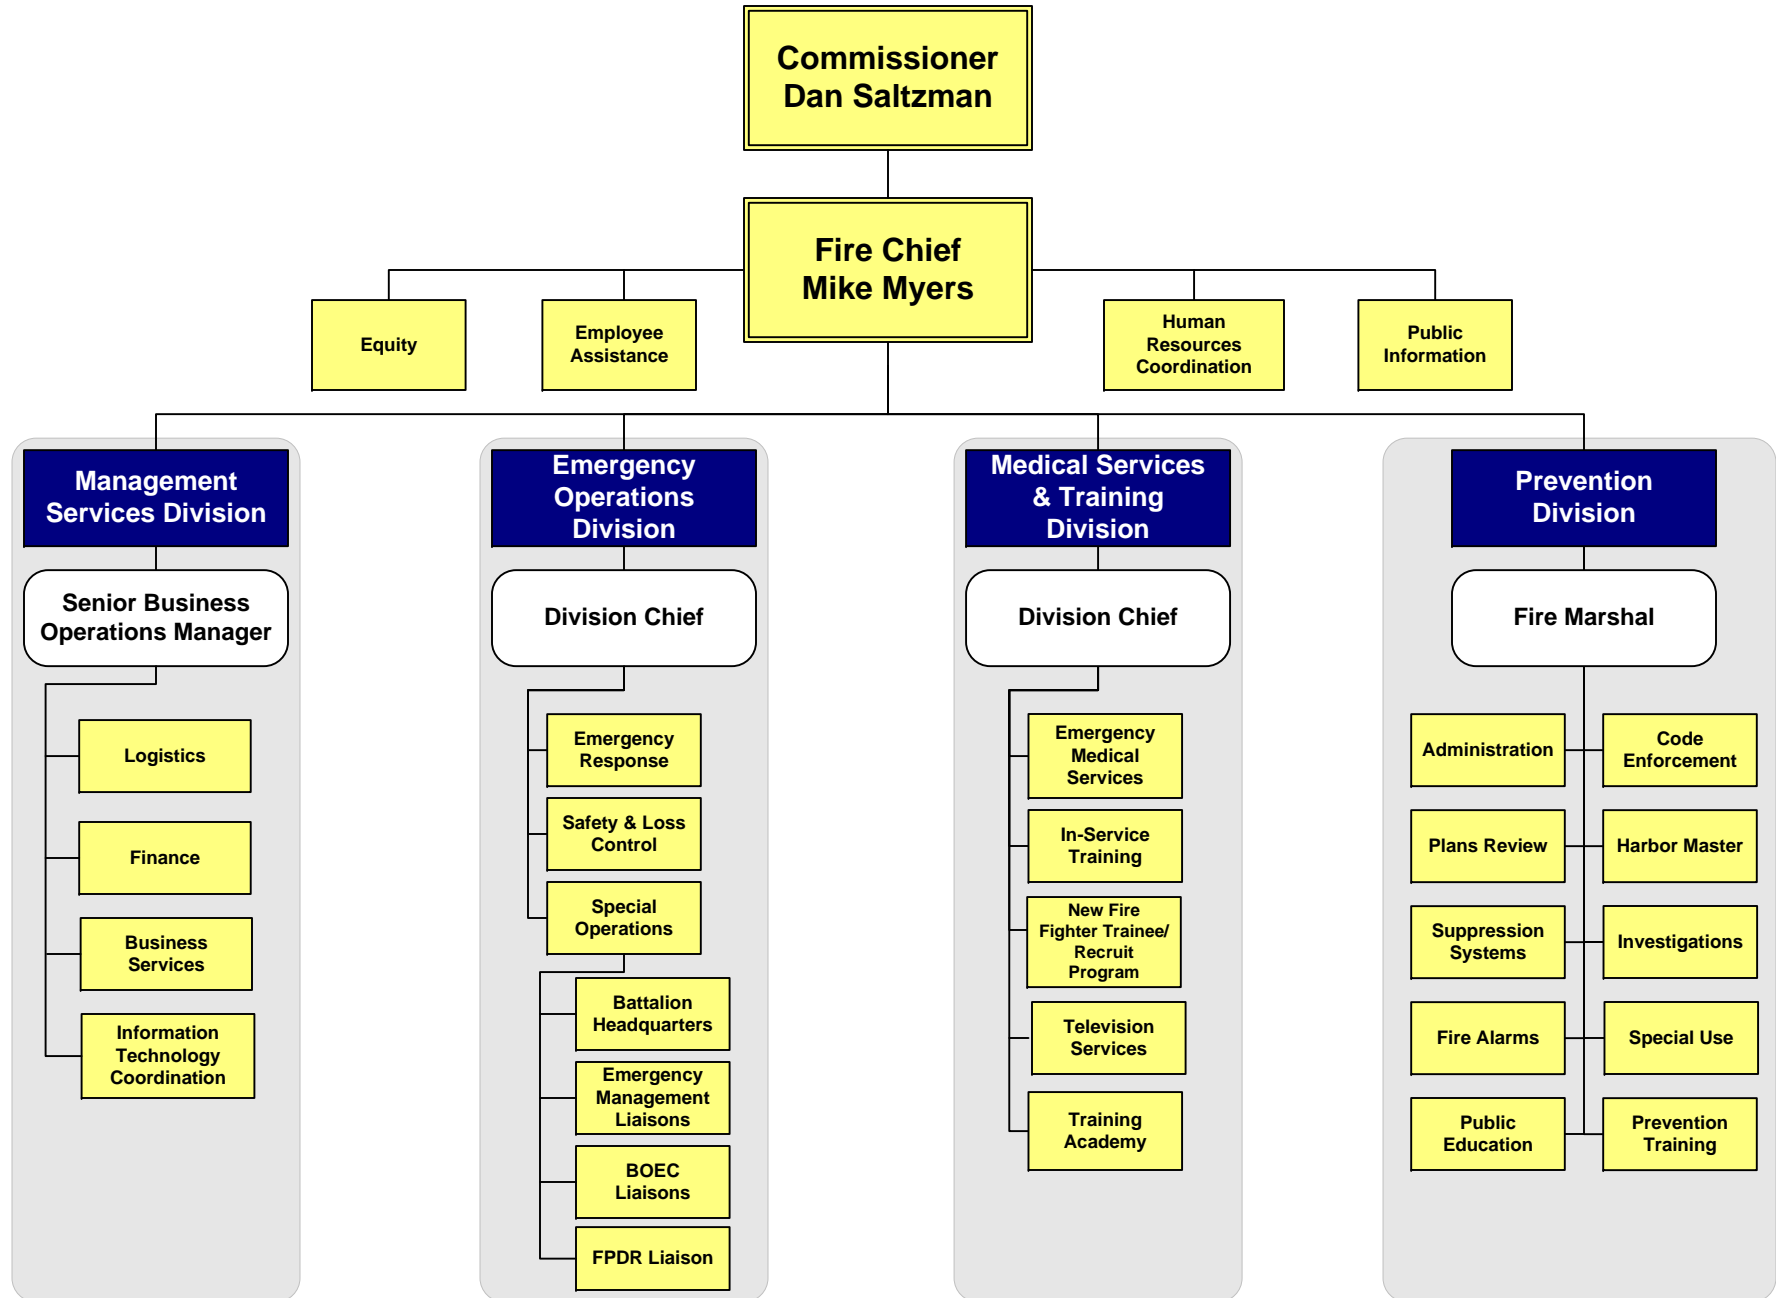 Commissioner
Dan Saltzman
Fire Chief
Mike Myers
Equity
Employee
Assistance
Human
Resources
Coordination
Public
Information
Management
Services Division
Senior Business
Operations Manager
Logistics
Finance
Business
Services
Information
Technology
Coordination
Emergency
Operations
Division
Division Chief
Emergency
Response
Safety & Loss
Control
Special
Operations
Battalion
Headquarters
Emergency
Management
Liaisons
BOEC
Liaisons
FPDR Liaison
Medical Services
& Training
Division
Division Chief
Emergency
Medical
Services
In-Service
Training
New Fire
Fighter Trainee/
Recruit
Program
Television
Services
Training
Academy
Prevention
Division
Fire Marshal
Administration
Code
Enforcement
Plans Review
Harbor Master
Suppression
Systems
Investigations
Fire Alarms
Special Use
Public
Education
Prevention
Training